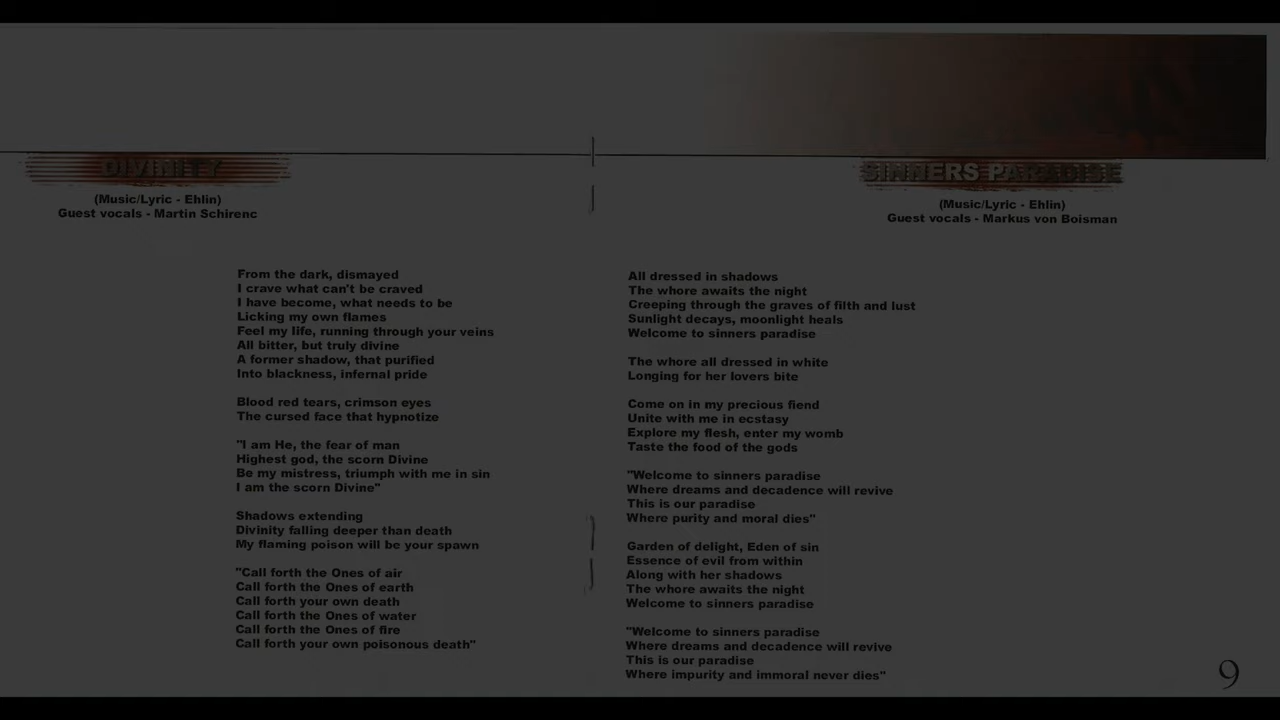 DIVINITY
(Music/Lyric - Ehlin)
Guest vocals - Martin Schirenc
From the dark, dismayed
I crave what can't be craved
I have become, what needs to be
Licking my own flames
Feel my life, running through your veins
All bitter, but truly divine
A former shadow, that purified
Into blackness, infernal pride
Blood red tears, crimson eyes
The cursed face that hypnotize
"I am He, the fear of man
Highest god, the scorn Divine
Be my mistress, triumph with me in sin
I am the scorn Divine"
Shadows extending
Divinity falling deeper than death
My flaming poison will be your spawn
"Call forth the Ones of air
Call forth the Ones of earth
Call forth your own death
Call forth the Ones of water
Call forth the Ones of fire
Call forth your own poisonous death"
SINNERS PARADISE
(Music/Lyric - Ehlin)
Guest vocals - Markus von Boisman
All dressed in shadows
The whore awaits the night
Creeping through the graves of filth and lust
Sunlight decays, moonlight heals
Welcome to sinners paradise
The whore all dressed in white
Longing for her lovers bite
Come on in my precious fiend
Unite with me in ecstasy
Explore my flesh, enter my womb
Taste the food of the gods
"Welcome to sinners paradise
Where dreams and decadence will revive
This is our paradise
Where purity and moral dies"
Garden of delight, Eden of sin
Essence of evil from within
Along with her shadows
The whore awaits the night
Welcome to sinners paradise
"Welcome to sinners paradise
Where dreams and decadence will revive
This is our paradise
Where impurity and immoral never dies"
9